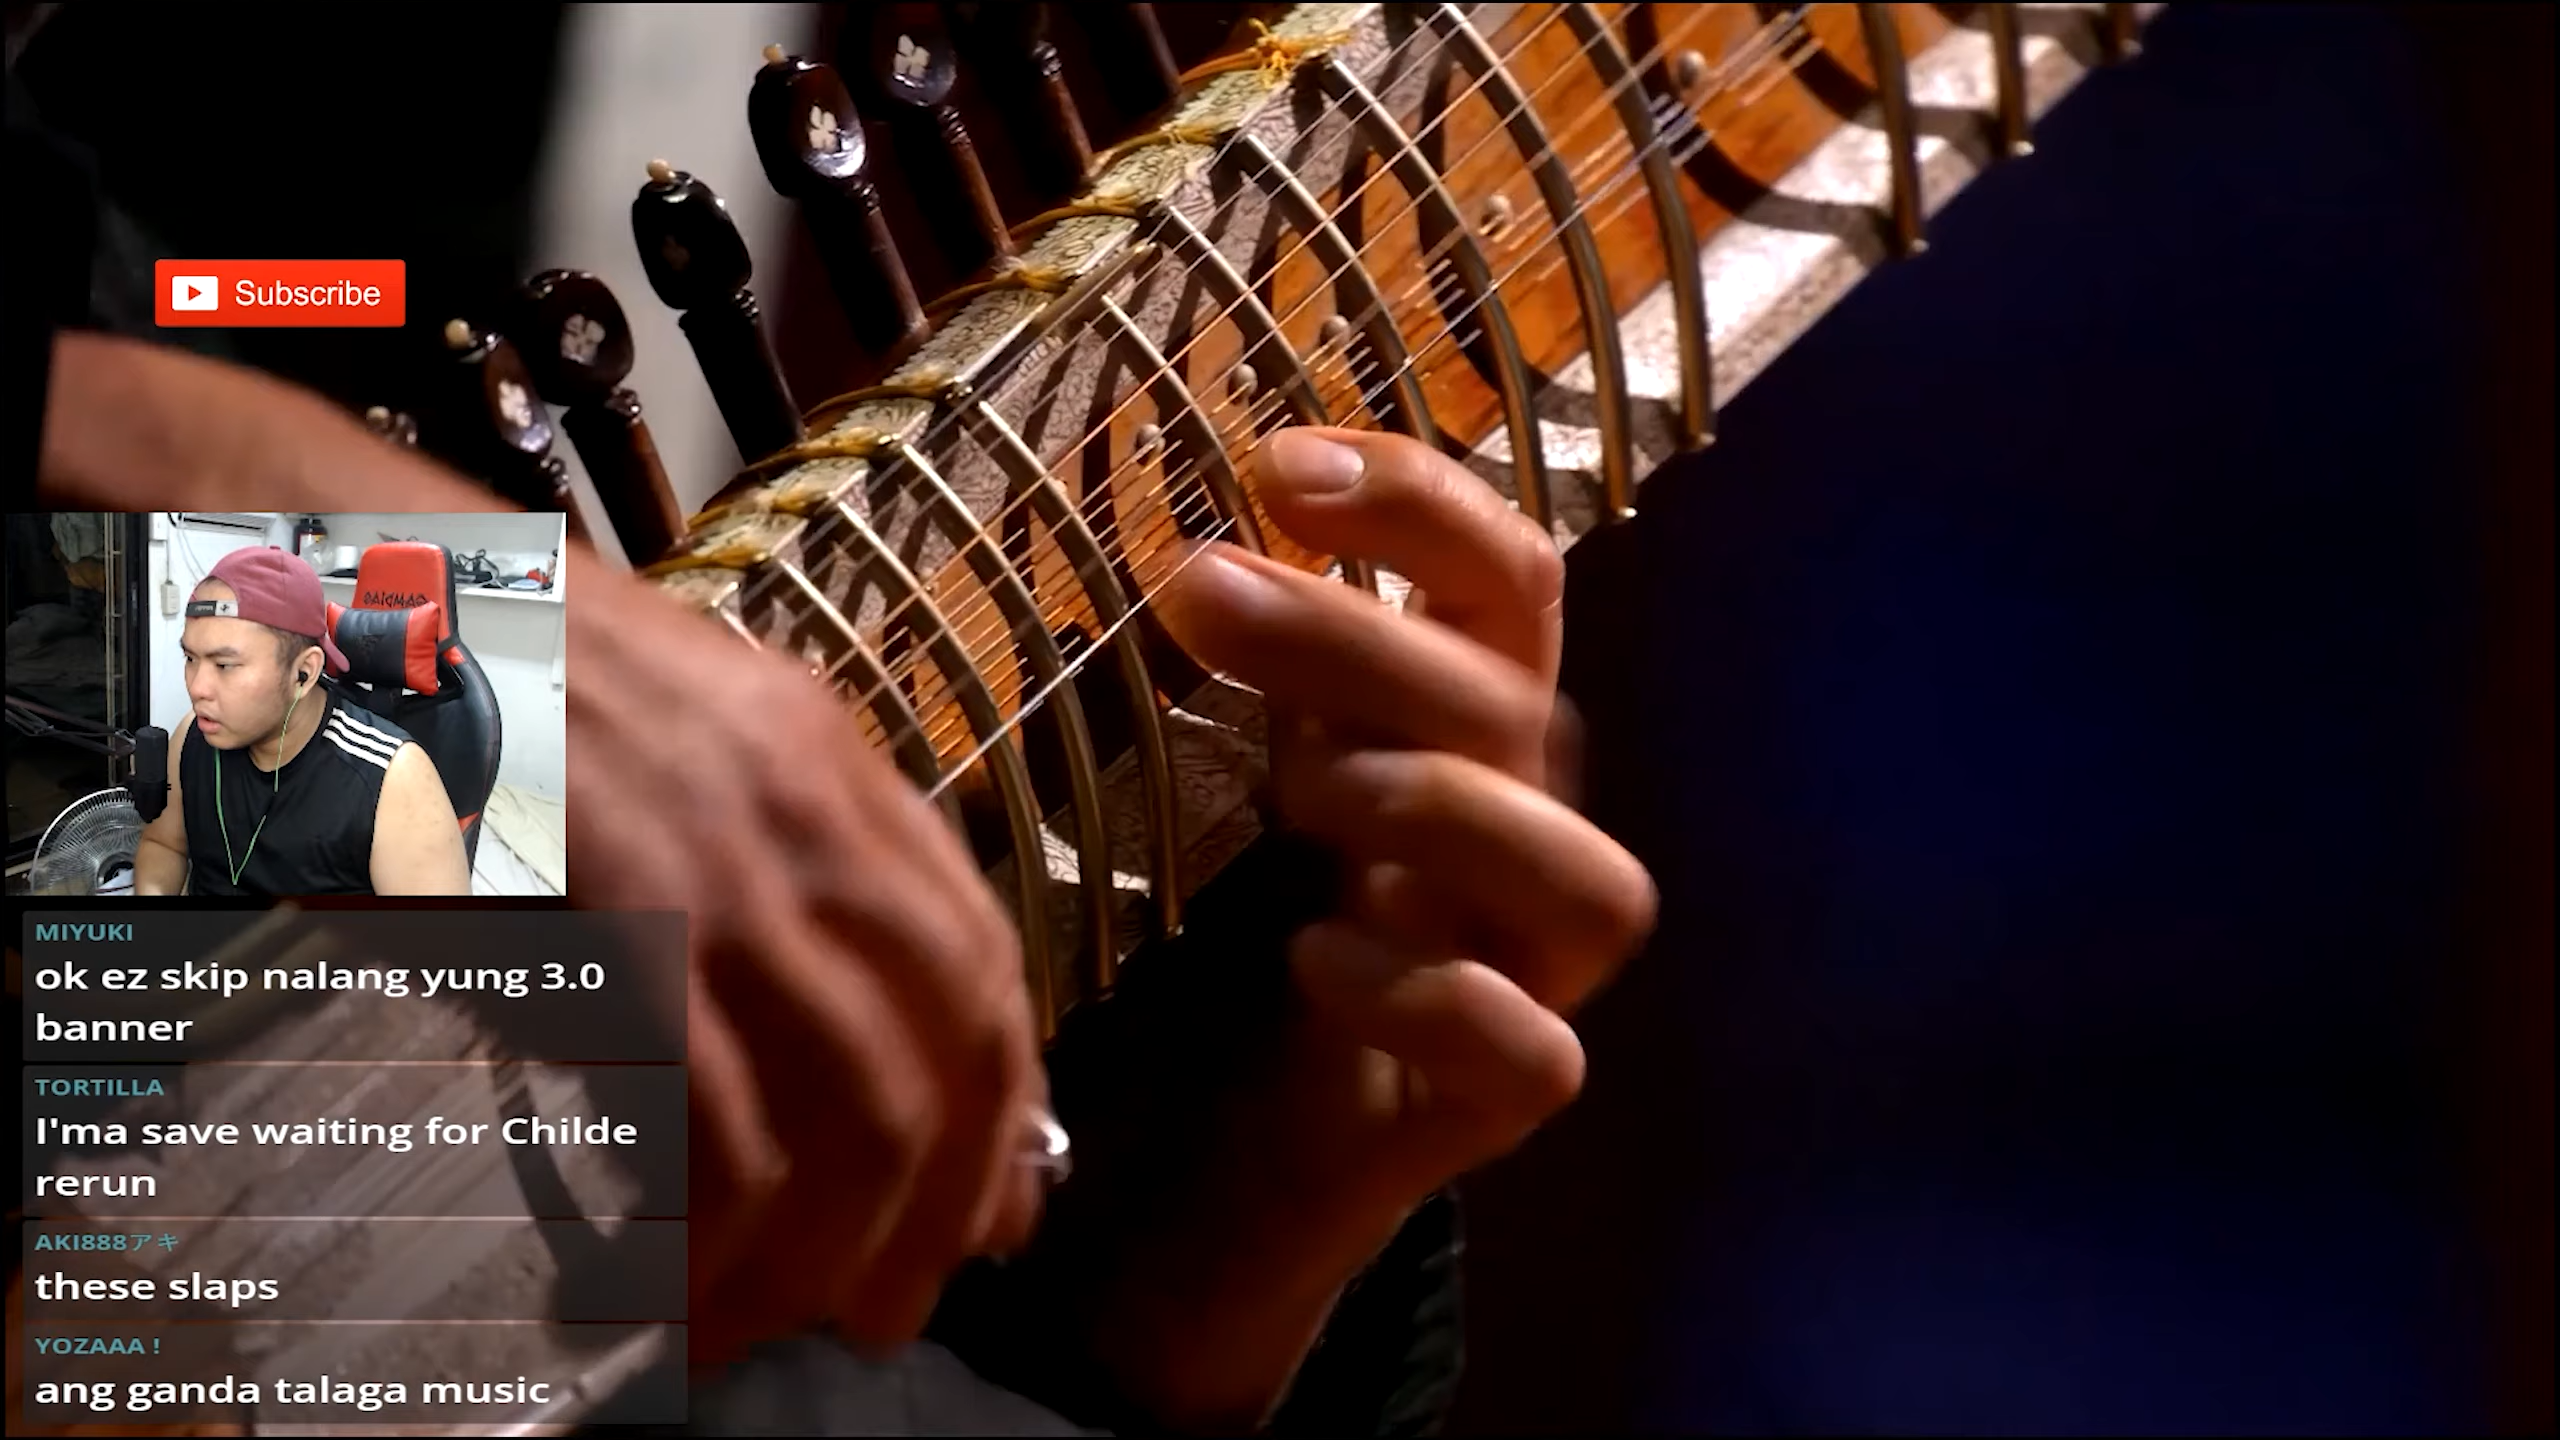 Subscribe
MIYUKI
ok ez skip nalang yung 3.0
banner
TORTILLA
I'ma save waiting for Childe
rerun
AKI888アキ
these slaps
YOZAAA !
ang ganda talaga music